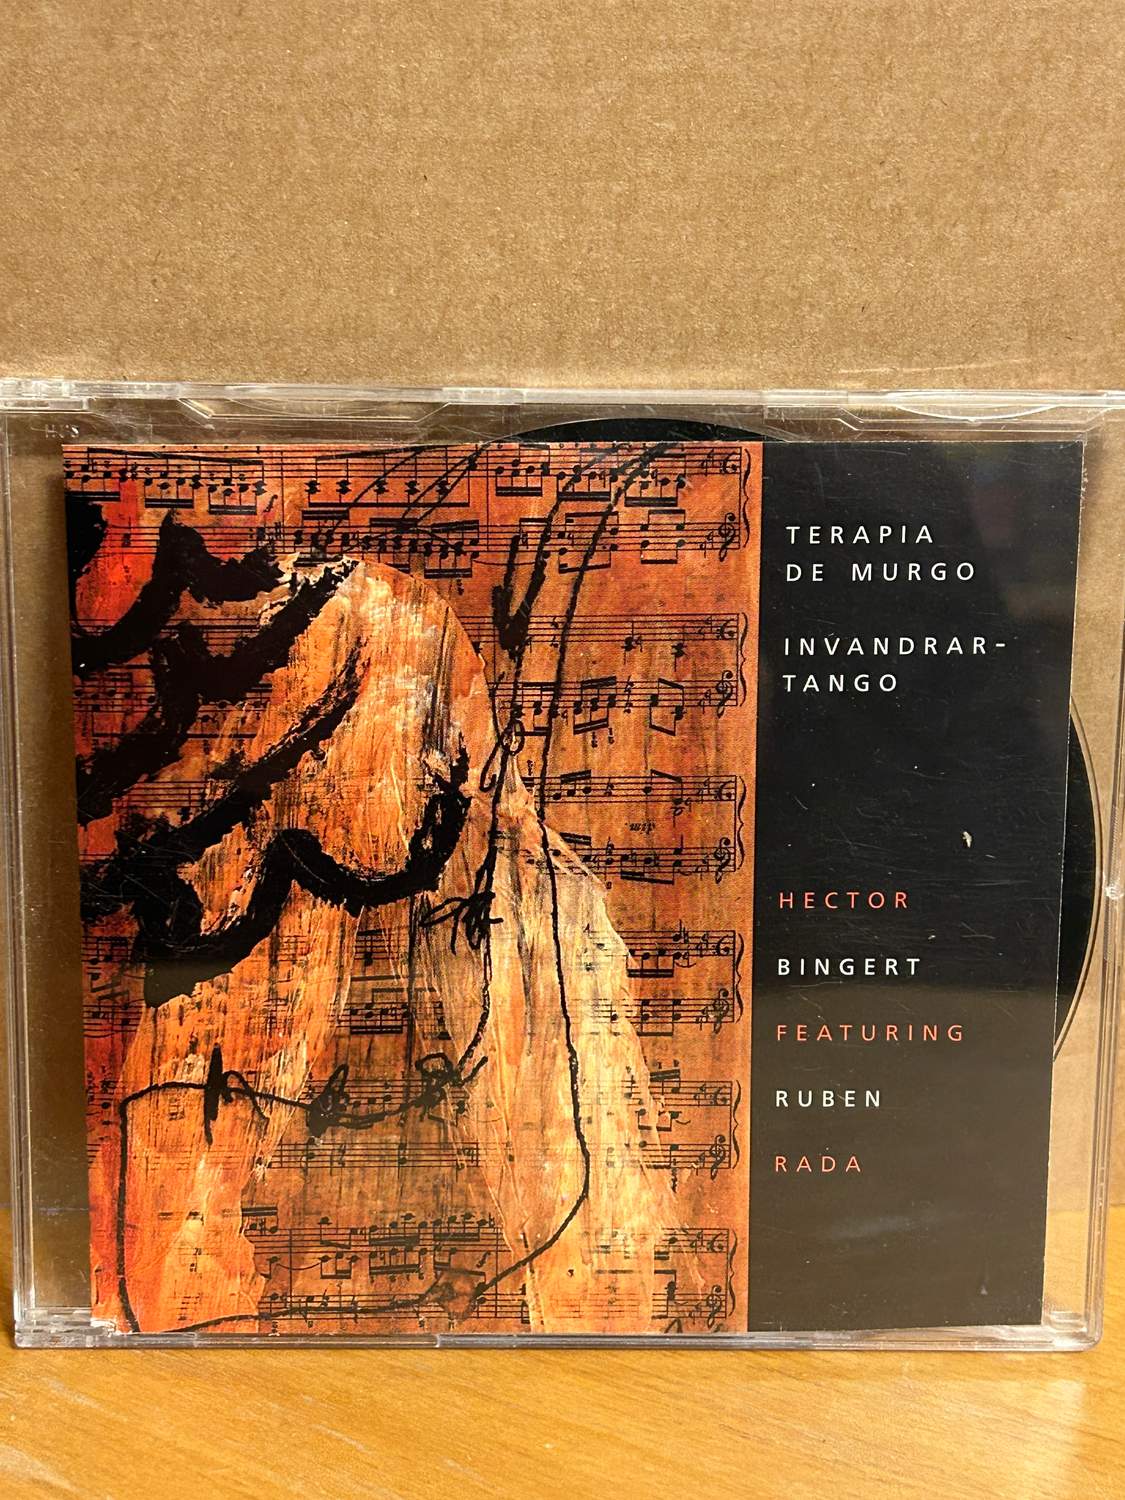 TERAPIA
DE MURGO
INVANDRAR-
TANGO
HECTOR
BINGERT
FEATURING
RUBEN
RADA